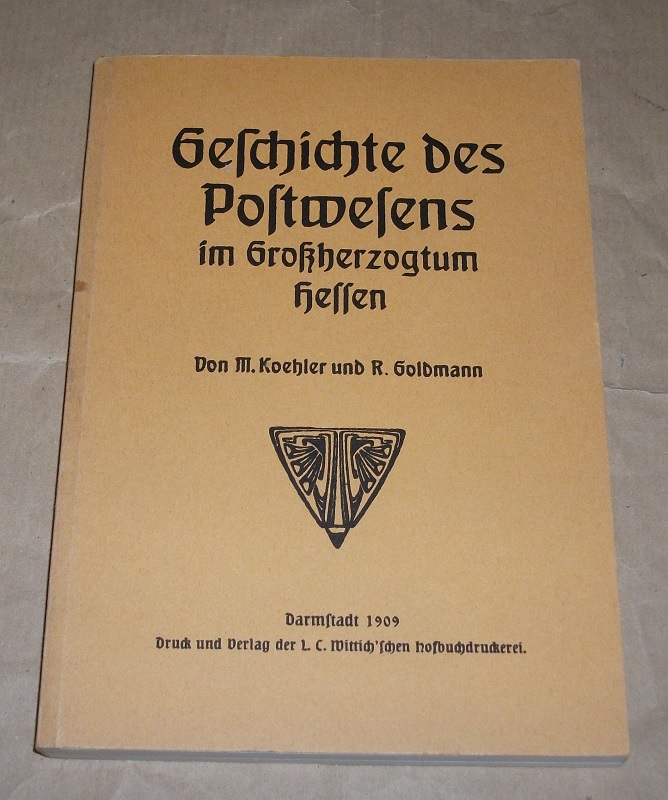 Geſchichte des
Poſtweſens
im Großherzogtum
Heſſen
Von M. Koehler und R. Goldmann
Darmſtadt 1909
Druck und Verlag der L. C. Wittich'ſchen Hofbuchdruckerei.